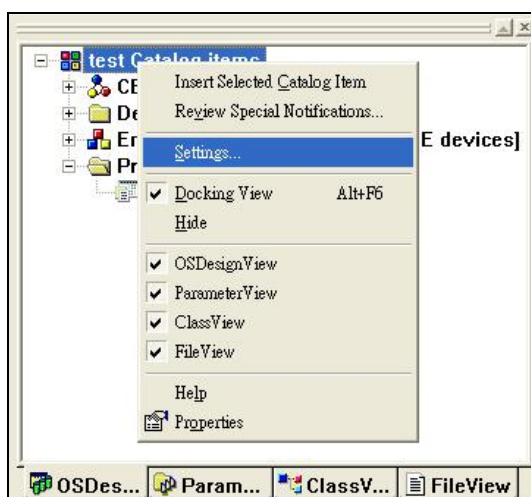 test Catalog items
CE
Insert Selected Catalog Item
De
Review Special Notifications...
Er
E devices]
Settings...
Pr
Docking View Alt+F6
Hide
OSDesignView
ParameterView
ClassView
FileView
Help
Properties
OSDes...
Param...
ClassV...
FileView